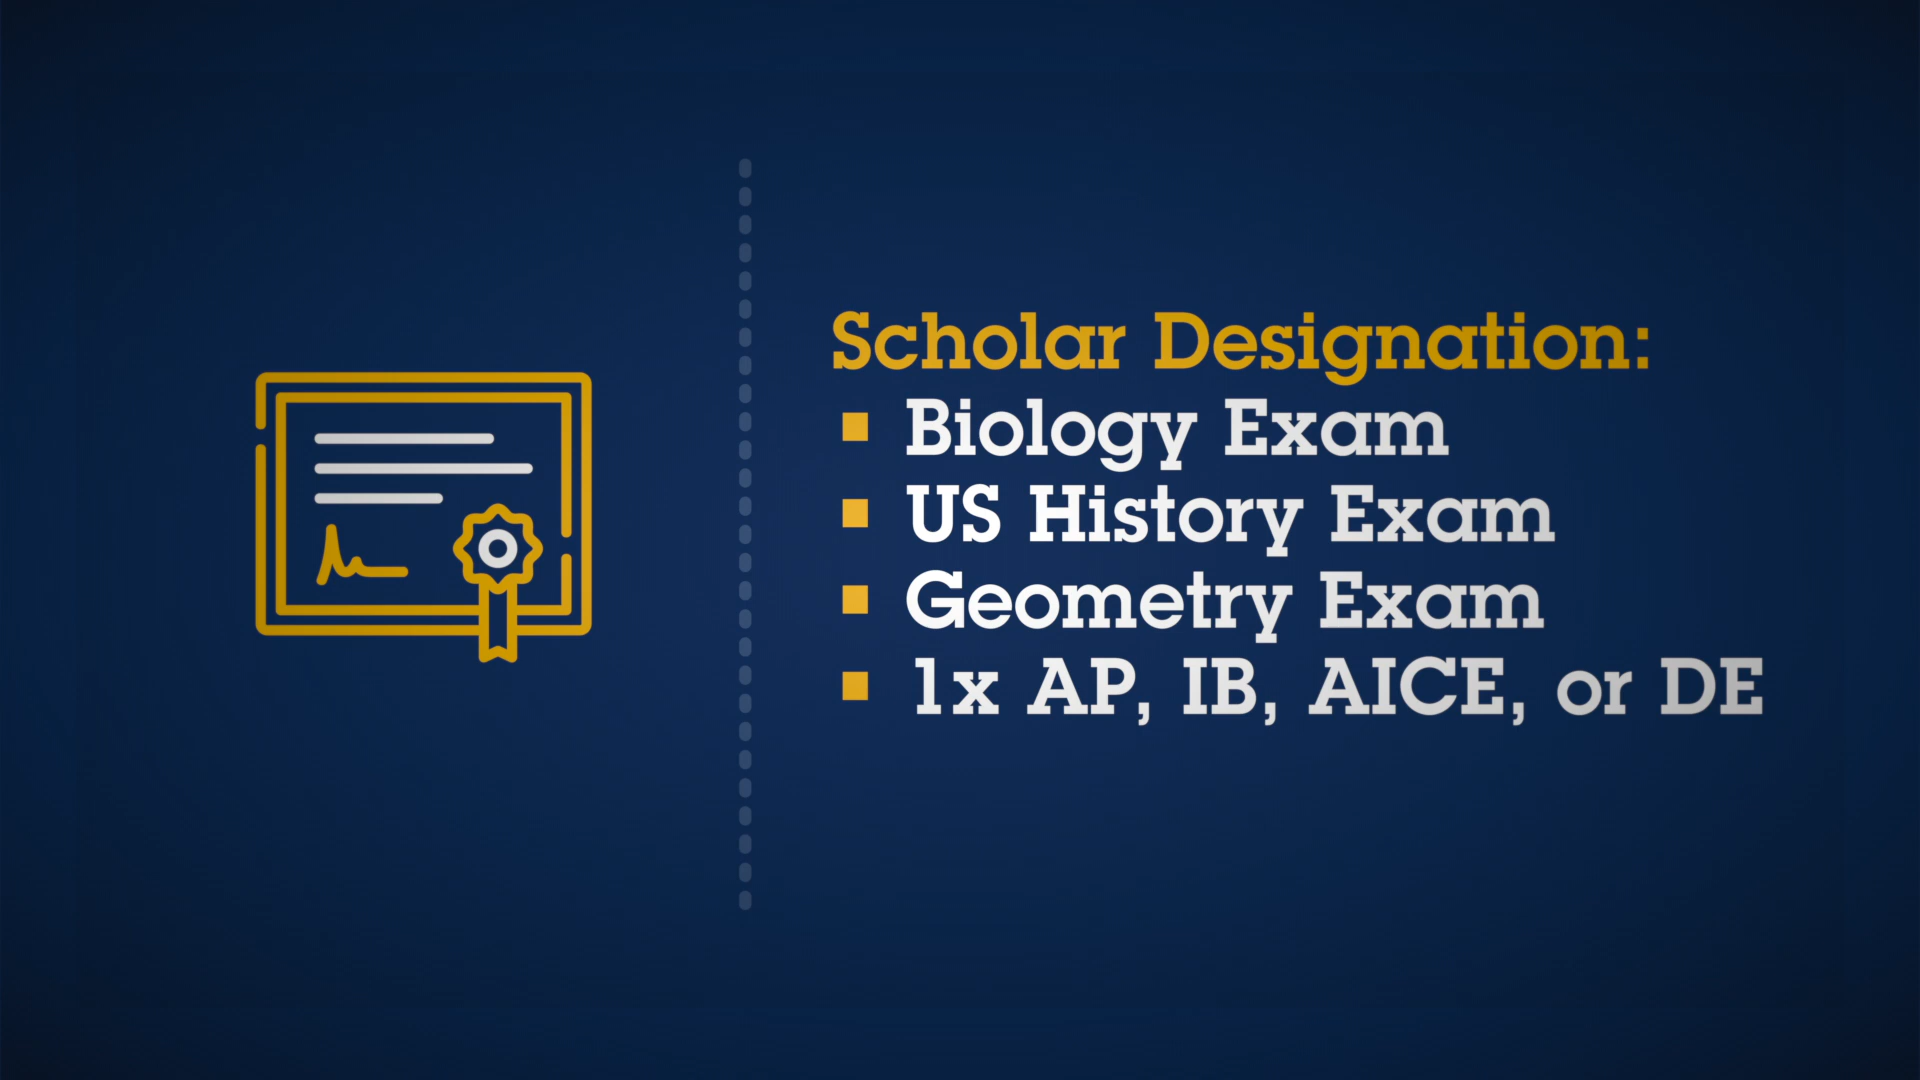 Scholar Designation:
Biology Exam
US History Exam
Geometry Exam
1x AP, IB, AICE, or DE